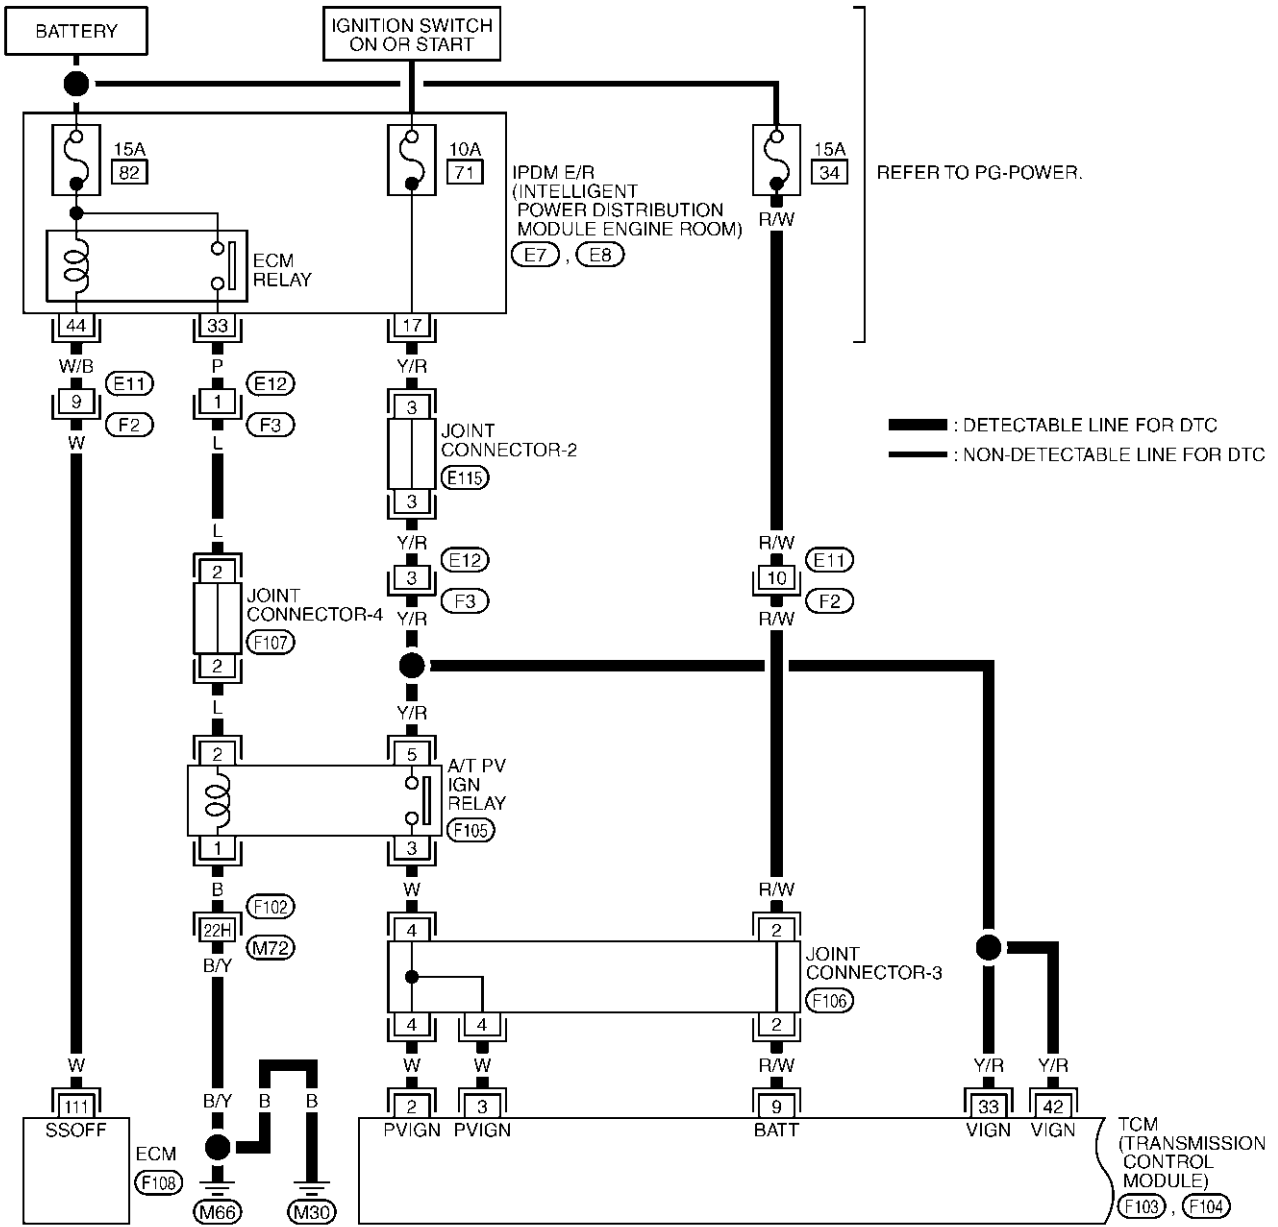 BATTERY
IGNITION SWITCH
ON OR START
15A
82
10A
71
15A
34
REFER TO PG-POWER.
IPDM E/R
(INTELLIGENT
POWER DISTRIBUTION
MODULE ENGINE ROOM)
E7 , E8
R/W
ECM
RELAY
44
33
17
W/B
P
Y/R
E11
E12
9
1
3
F2
F3
W
L
JOINT
CONNECTOR-2
E115
3
: DETECTABLE LINE FOR DTC
: NON-DETECTABLE LINE FOR DTC
L
Y/R
R/W
E12
E11
2
3
10
F3
F2
JOINT
CONNECTOR-4
F107
Y/R
R/W
2
L
Y/R
2
5
A/T PV
IGN
RELAY
F105
1
3
B
W
R/W
F102
22H
4
2
M72
B/Y
JOINT
CONNECTOR-3
F106
4
4
2
W
W
W
R/W
Y/R
Y/R
B/Y
B
B
111
2
3
9
33
42
SSOFF
PVIGN
PVIGN
BATT
VIGN
VIGN
ECM
F108
M66
M30
TCM
(TRANSMISSION
CONTROL
MODULE)
F103 , F104